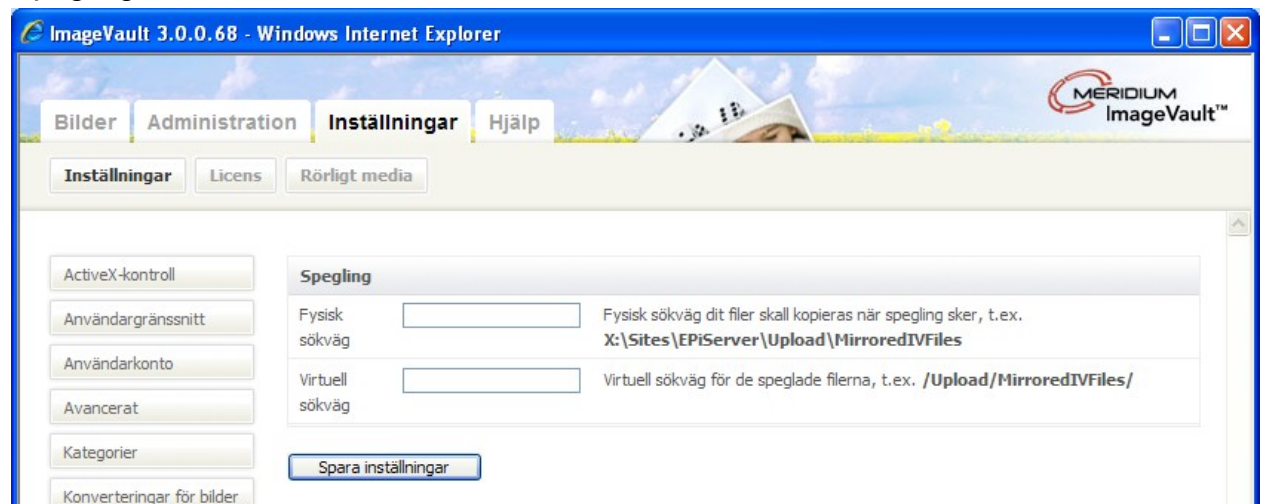 ImageVault 3.0.0.68 - Windows Internet Explorer
MERIDIUM
ImageVault™
Bilder Administration Inställningar Hjälp
Inställningar Licens Rörligt media
ActiveX-kontroll
Användargränssnitt
Användarkonto
Avancerat
Kategorier
Konverteringar för bilder
Spegling
Fysisk
sökväg
Fysisk sökväg dit filer skall kopieras när spegling sker, t.ex.
X:\Sites\EPiServer\Upload\MirroredIVFiles
Virtuell
sökväg
Virtuell sökväg för de speglade filerna, t.ex. /Upload/MirroredIVFiles/
Spara inställningar